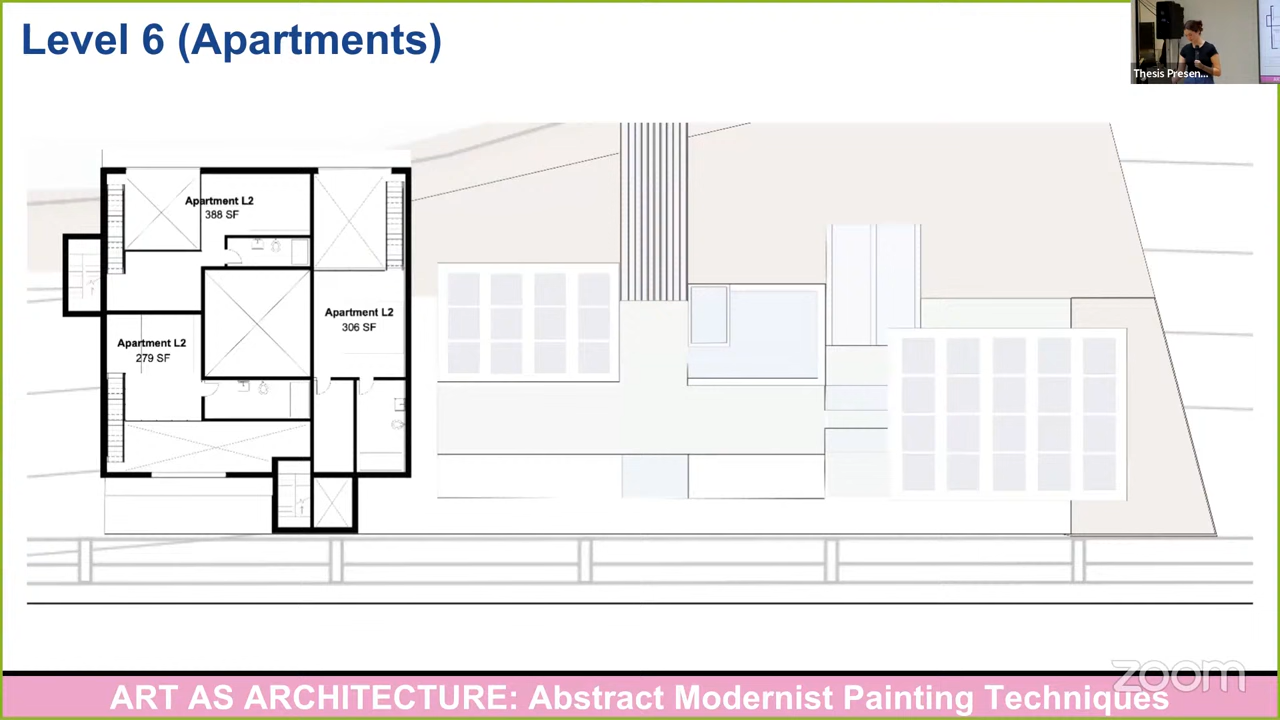 Level 6 (Apartments)
Thesis Presen...
Apartment L2
388 SF
Apartment L2
306 SF
Apartment L2
279 SF
zoom
ART AS ARCHITECTURE: Abstract Modernist Painting Techniques